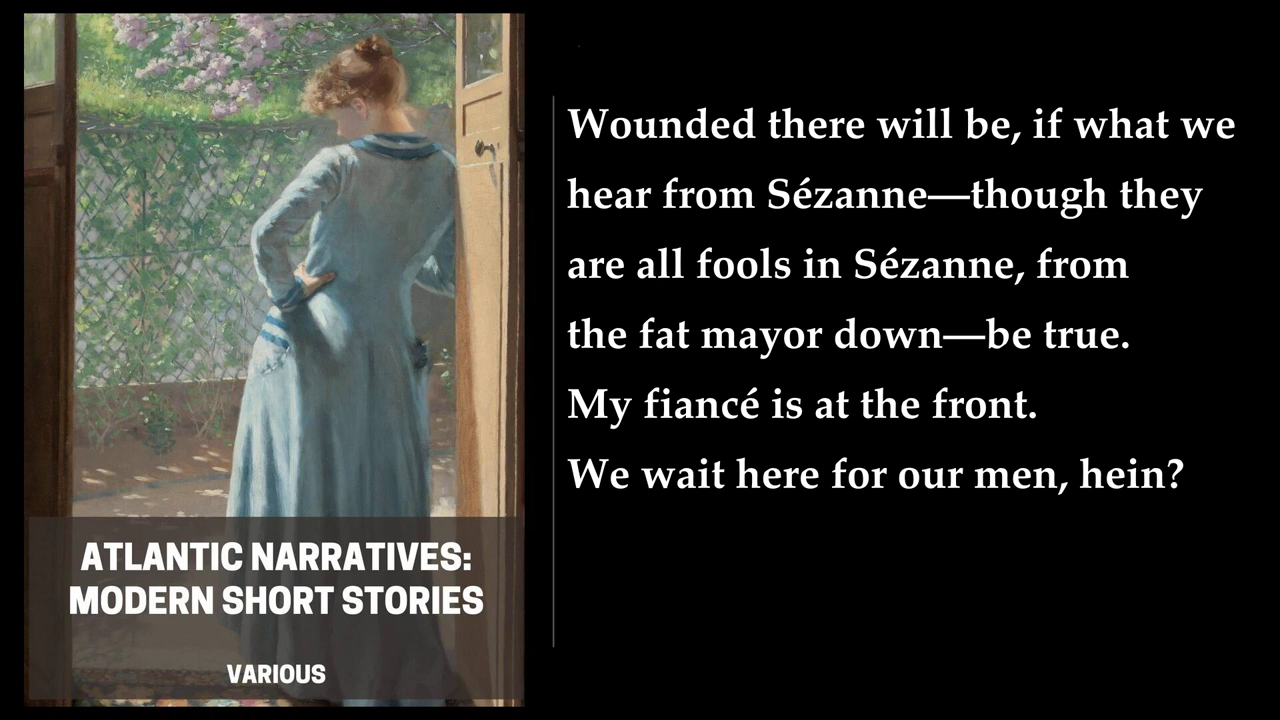 ATLANTIC NARRATIVES:
MODERN SHORT STORIES
VARIOUS
Wounded there will be, if what we
hear from Sézanne—though they
are all fools in Sézanne, from
the fat mayor down—be true.
My fiancé is at the front.
We wait here for our men, hein?